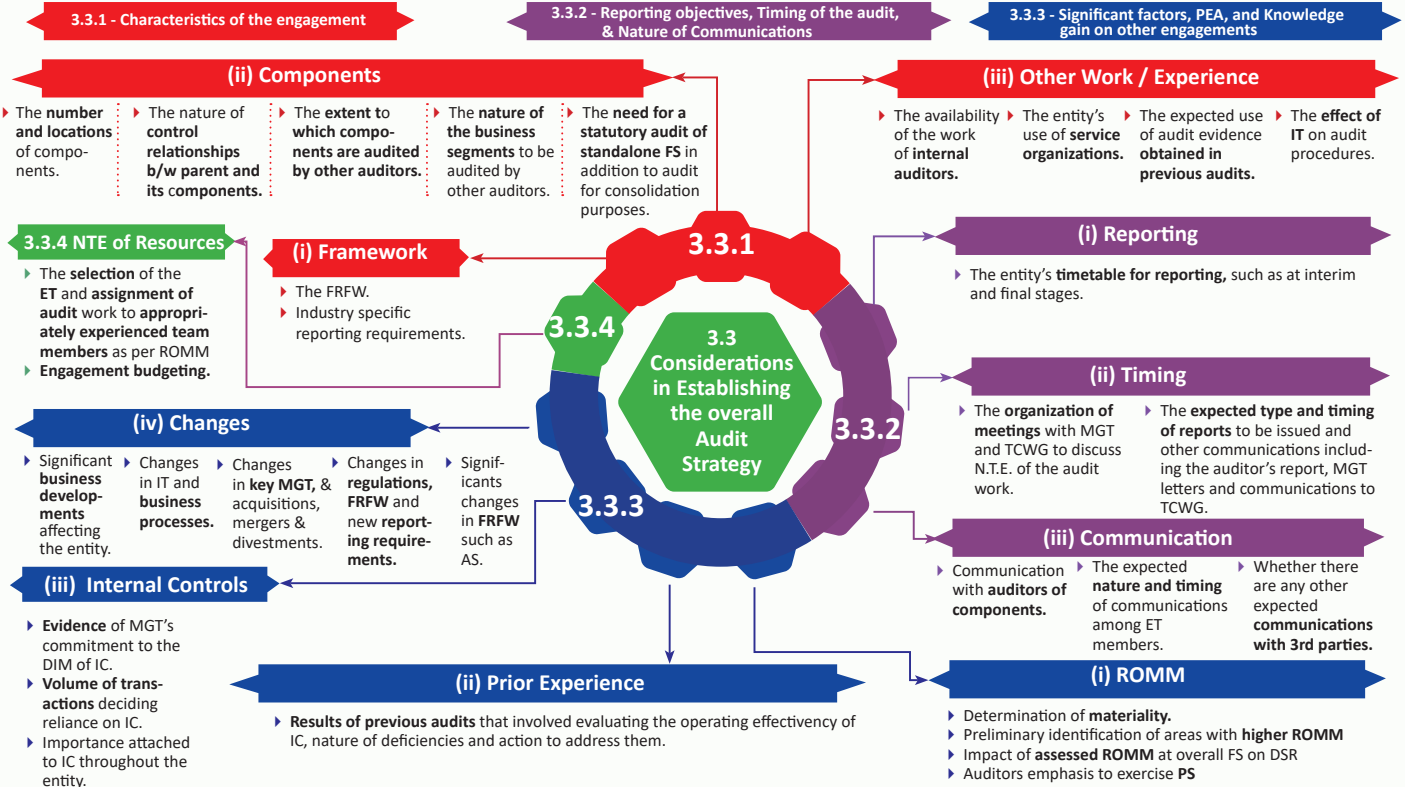 3.3.1 - Characteristics of the engagement
3.3.2 - Reporting objectives, Timing of the audit,
& Nature of Communications
3.3.3 - Significant factors, PEA, and Knowledge
gain on other engagements
(ii) Components
The number
and locations
of compo-
nents.
The nature of
control
relationships
b/w parent and
its components.
The extent to
which compo-
nents are audited
by other auditors.
The nature of
the business
segments to be
audited by
other auditors.
The need for a
statutory audit of
standalone FS in
addition to audit
for consolidation
purposes.
(iii) Other Work / Experience
The availability
of the work
of internal
auditors.
The entity's
use of service
organizations.
The expected use
of audit evidence
obtained in
previous audits.
The effect of
IT on audit
procedures.
3.3.4 NTE of Resources
The selection of the
ET and assignment of
audit work to appropri-
ately experienced team
members as per ROMM
Engagement budgeting.
(i) Framework
The FRFW.
Industry specific
reporting requirements.
3.3.1
3.3.4
3.3.2
3.3.3
3.3
Considerations
in Establishing
the overall
Audit
Strategy
(i) Reporting
The entity's timetable for reporting, such as at interim
and final stages.
(ii) Timing
The organization of
meetings with MGT
and TCWG to discuss
N.T.E. of the audit
work.
The expected type and timing
of reports to be issued and
other communications includ-
ing the auditor's report, MGT
letters and communications to
TCWG.
(iv) Changes
Significant
business
develop-
ments
affecting
the entity.
Changes
in IT and
business
processes.
Changes
in key MGT, &
acquisitions,
mergers &
divestments.
Changes in
regulations,
FRFW and
new report-
ing require-
ments.
Signif-
icants
changes
in FRFW
such as
AS.
(iii) Communication
Communication
with auditors of
components.
The expected
nature and timing
of communications
among ET
members.
Whether there
are any other
expected
communications
with 3rd parties.
(iii) Internal Controls
Evidence of MGT's
commitment to the
DIM of IC.
Volume of trans-
actions deciding
reliance on IC.
Importance attached
to IC throughout the
entity.
(ii) Prior Experience
Results of previous audits that involved evaluating the operating effectivency of
IC, nature of deficiencies and action to address them.
(i) ROMM
Determination of materiality.
Preliminary identification of areas with higher ROMM
Impact of assessed ROMM at overall FS on DSR
Auditors emphasis to exercise PS